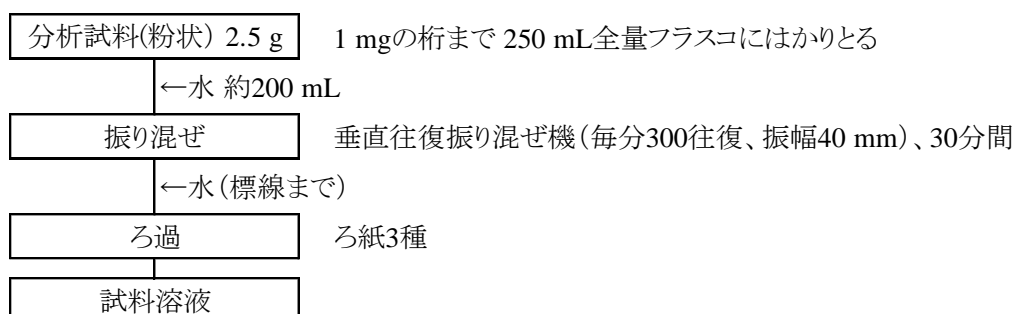 分析試料(粉状) 2.5 g 1 mgの桁まで 250 mL全量フラスコにはかりとる
←水 約200 mL
振り混ぜ 垂直往復振り混ぜ機(毎分300往復、振幅40 mm)、30分間
←水(標線まで)
ろ過 ろ紙3種
試料溶液